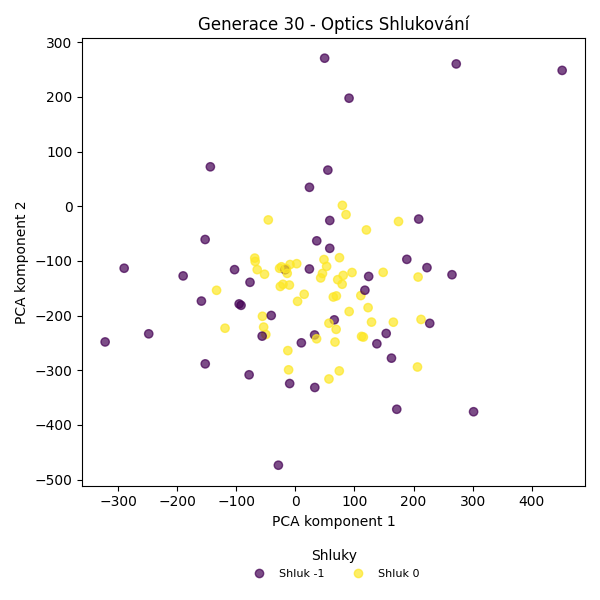 Generace 30 - Optics Shlukování
300
200
100
0
−100
−200
−300
−400
−500
PCA komponent 2
−300 −200 −100 0 100 200 300 400
PCA komponent 1
Shluky
Shluk -1 Shluk 0